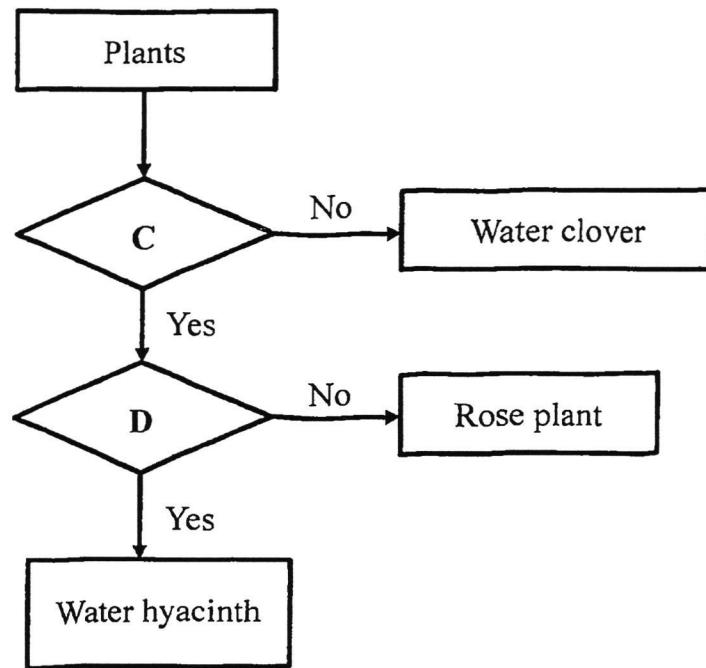 Plants
C
No
Water clover
Yes
D
No
Rose plant
Yes
Water hyacinth